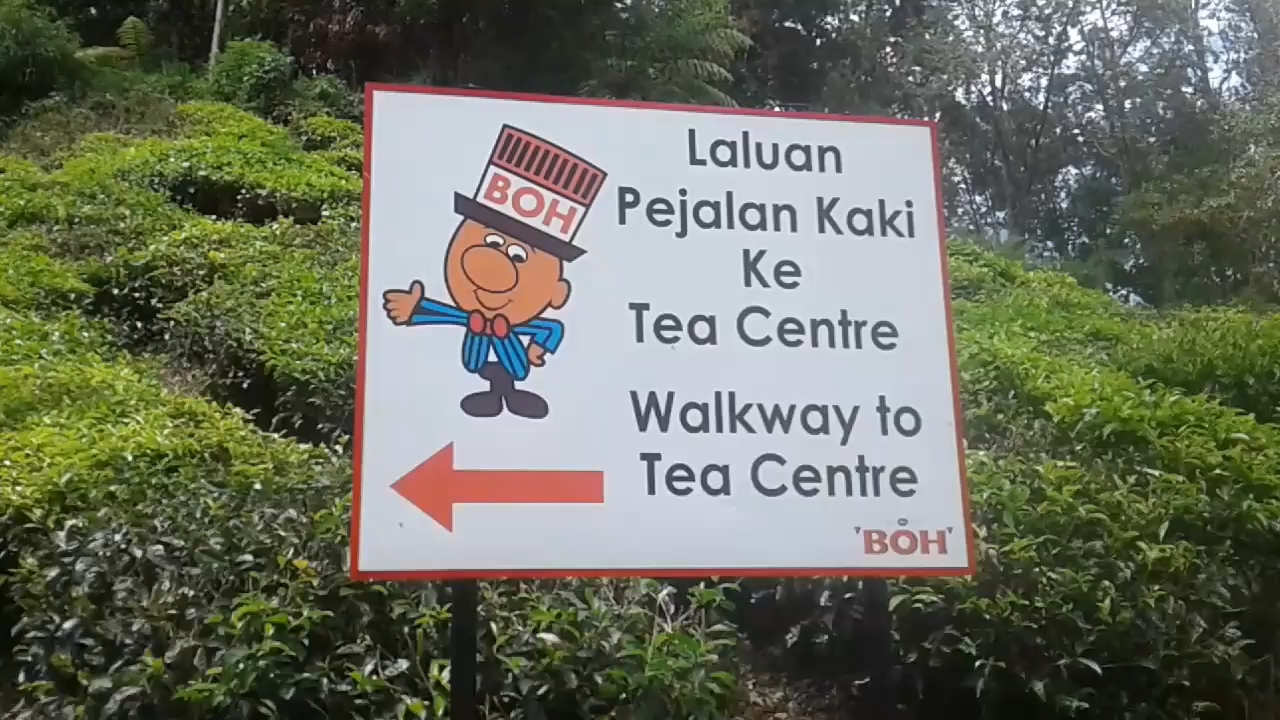 BOH
Laluan
Pejalan Kaki
Ke
Tea Centre
Walkway to
Tea Centre
'BOH'